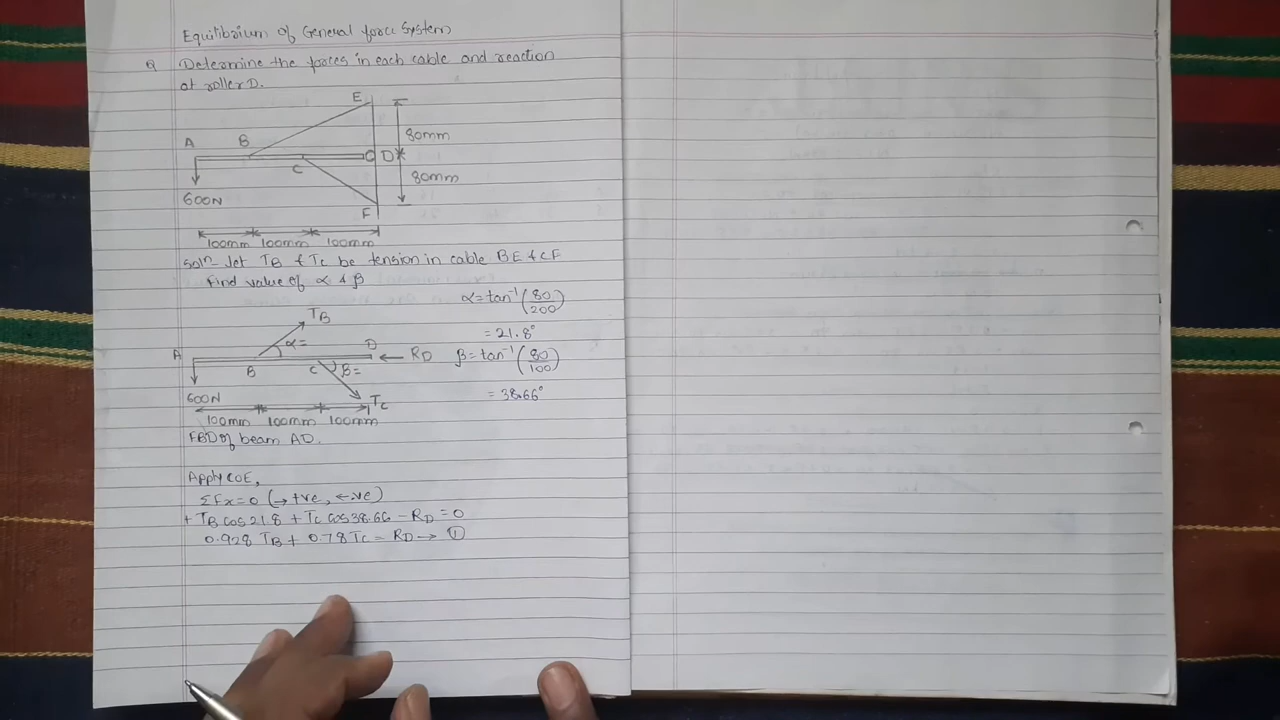 Equilibrium of General force System
Q Determine the forces in each cable and reaction
at roller D.
E
80mm
A B
D
C
80mm
600N
F
100mm 100mm 100mm
Soln- Let TB & TC be tension in cable BE & CF
Find value of α & β
α = tan⁻¹(80/200)
TB
= 21.8°
α=
A D
RD
β = tan⁻¹(80/100)
B C β=
600N TC
= 38.66°
100mm 100mm 100mm
FBD of beam AD.
Apply COE,
ΣFx=0 (→ +ve, ←-ve)
+ TB cos 21.8 + TC cos 38.66 - RD = 0
0.928 TB + 0.78 TC = RD → ①